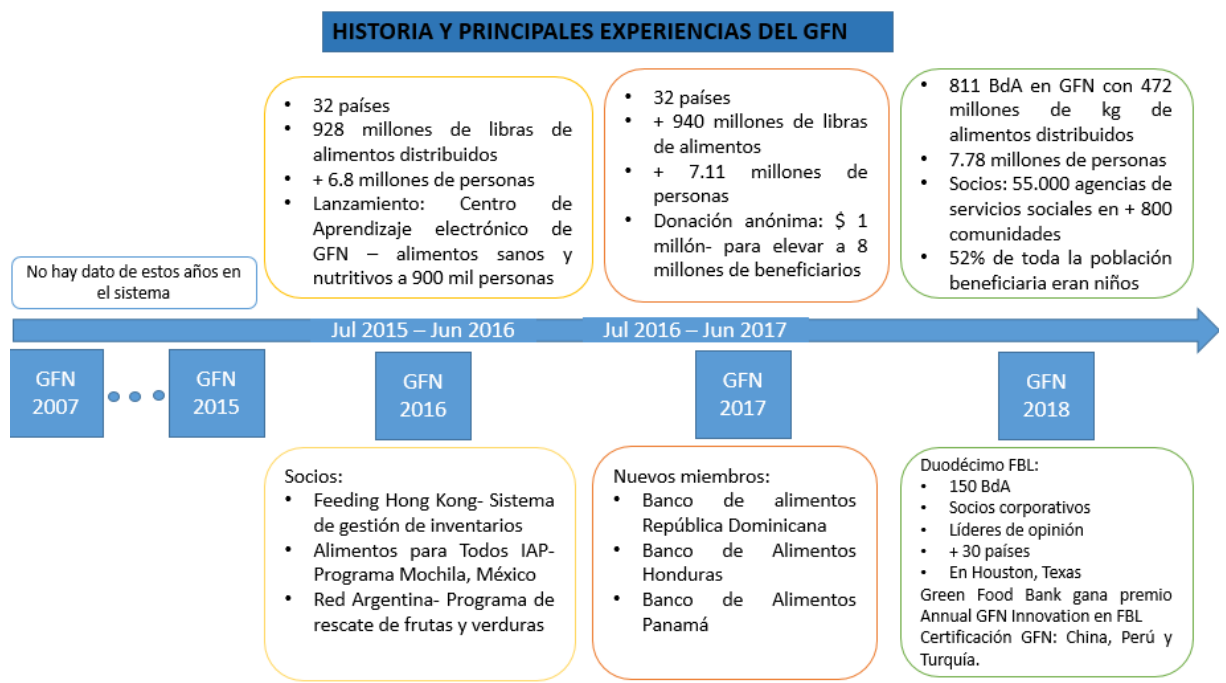 HISTORIA Y PRINCIPALES EXPERIENCIAS DEL GFN
No hay dato de estos años en
el sistema
• 32 países
• 928 millones de libras de
alimentos distribuidos
• + 6.8 millones de personas
• Lanzamiento: Centro de
Aprendizaje electrónico de
GFN – alimentos sanos y
nutritivos a 900 mil personas
• 32 países
• + 940 millones de libras
de alimentos
• + 7.11 millones de
personas
• Donación anónima: $ 1
millón- para elevar a 8
millones de beneficiarios
• 811 BdA en GFN con 472
millones de kg de
alimentos distribuidos
• 7.78 millones de personas
• Socios: 55.000 agencias de
servicios sociales en + 800
comunidades
• 52% de toda la población
beneficiaria eran niños
Jul 2015 – Jun 2016
Jul 2016 – Jun 2017
GFN
2007
GFN
2015
GFN
2016
GFN
2017
GFN
2018
Socios:
• Feeding Hong Kong- Sistema
de gestión de inventarios
• Alimentos para Todos IAP-
Programa Mochila, México
• Red Argentina- Programa de
rescate de frutas y verduras
Nuevos miembros:
• Banco de alimentos
República Dominicana
• Banco de Alimentos
Honduras
• Banco de Alimentos
Panamá
Duodécimo FBL:
• 150 BdA
• Socios corporativos
• Líderes de opinión
• + 30 países
• En Houston, Texas
Green Food Bank gana premio
Annual GFN Innovation en FBL
Certificación GFN: China, Perú y
Turquía.